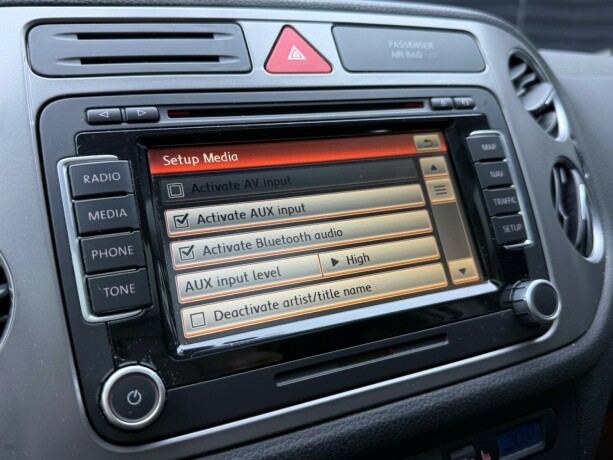 PASSENGER
AIR BAG OFF
RADIO
MEDIA
PHONE
TONE
Setup Media
Activate AV input
Activate AUX input
Activate Bluetooth audio
AUX input level
High
Deactivate artist/title name
MAP
NAV
TRAFFIC
SETUP